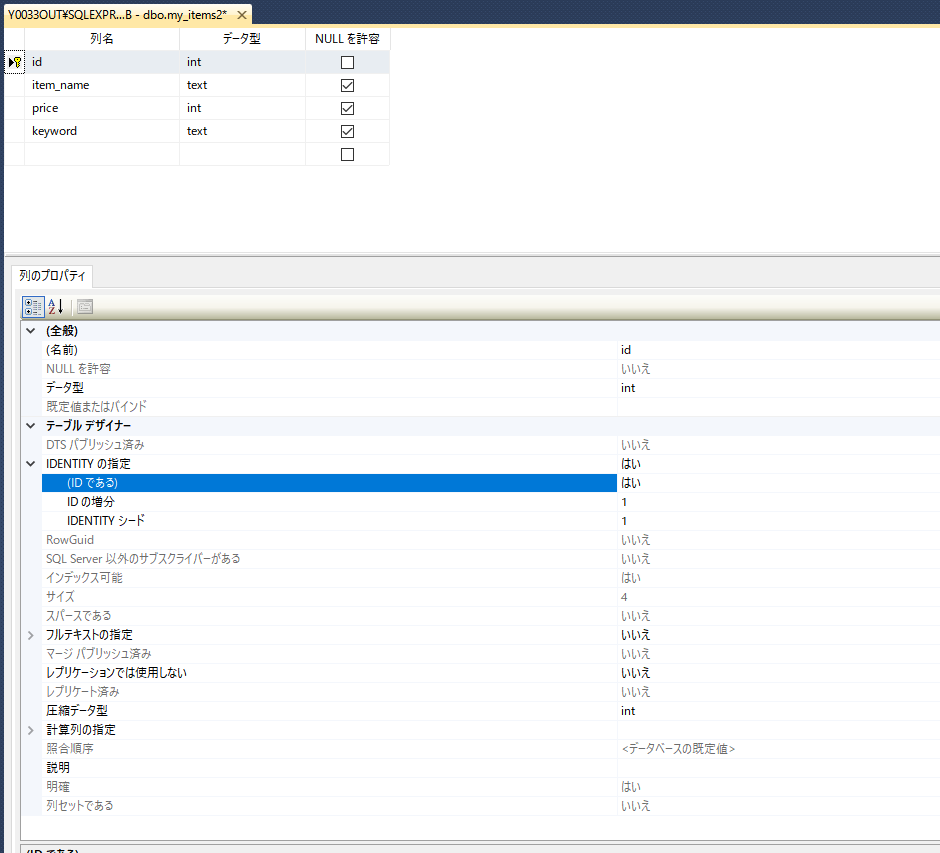 Y0033OUT¥SQLEXPR...B - dbo.my_items2*
列名 データ型 NULL を許容
id int
item_name text
price int
keyword text
列のプロパティ
(全般)
(名前) id
NULL を許容 いいえ
データ型 int
既定値またはバインド
テーブル デザイナー
DTS パブリッシュ済み いいえ
IDENTITY の指定 はい
(ID である) はい
ID の増分 1
IDENTITY シード 1
RowGuid いいえ
SQL Server 以外のサブスクライバーがある いいえ
インデックス可能 はい
サイズ 4
スパースである いいえ
フルテキストの指定 いいえ
マージ パブリッシュ済み いいえ
レプリケーションでは使用しない いいえ
レプリケート済み いいえ
圧縮データ型 int
計算列の指定
照合順序 <データベースの既定値>
説明
明確 はい
列セットである いいえ
(ID である)